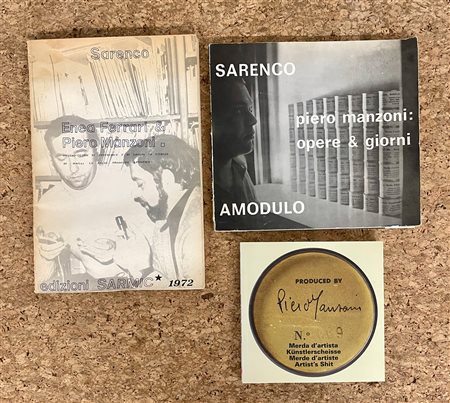 Sarenco
Enea Ferrari &
Piero Manzoni.
edizioni SARMIC* 1972
SARENCO
piero manzoni:
opere & giorni
AMODULO
PRODUCED BY
Piero Manzoni
N.°
Merda d'artista
Künstlerscheisse
Merde d'artiste
Artist's Shit